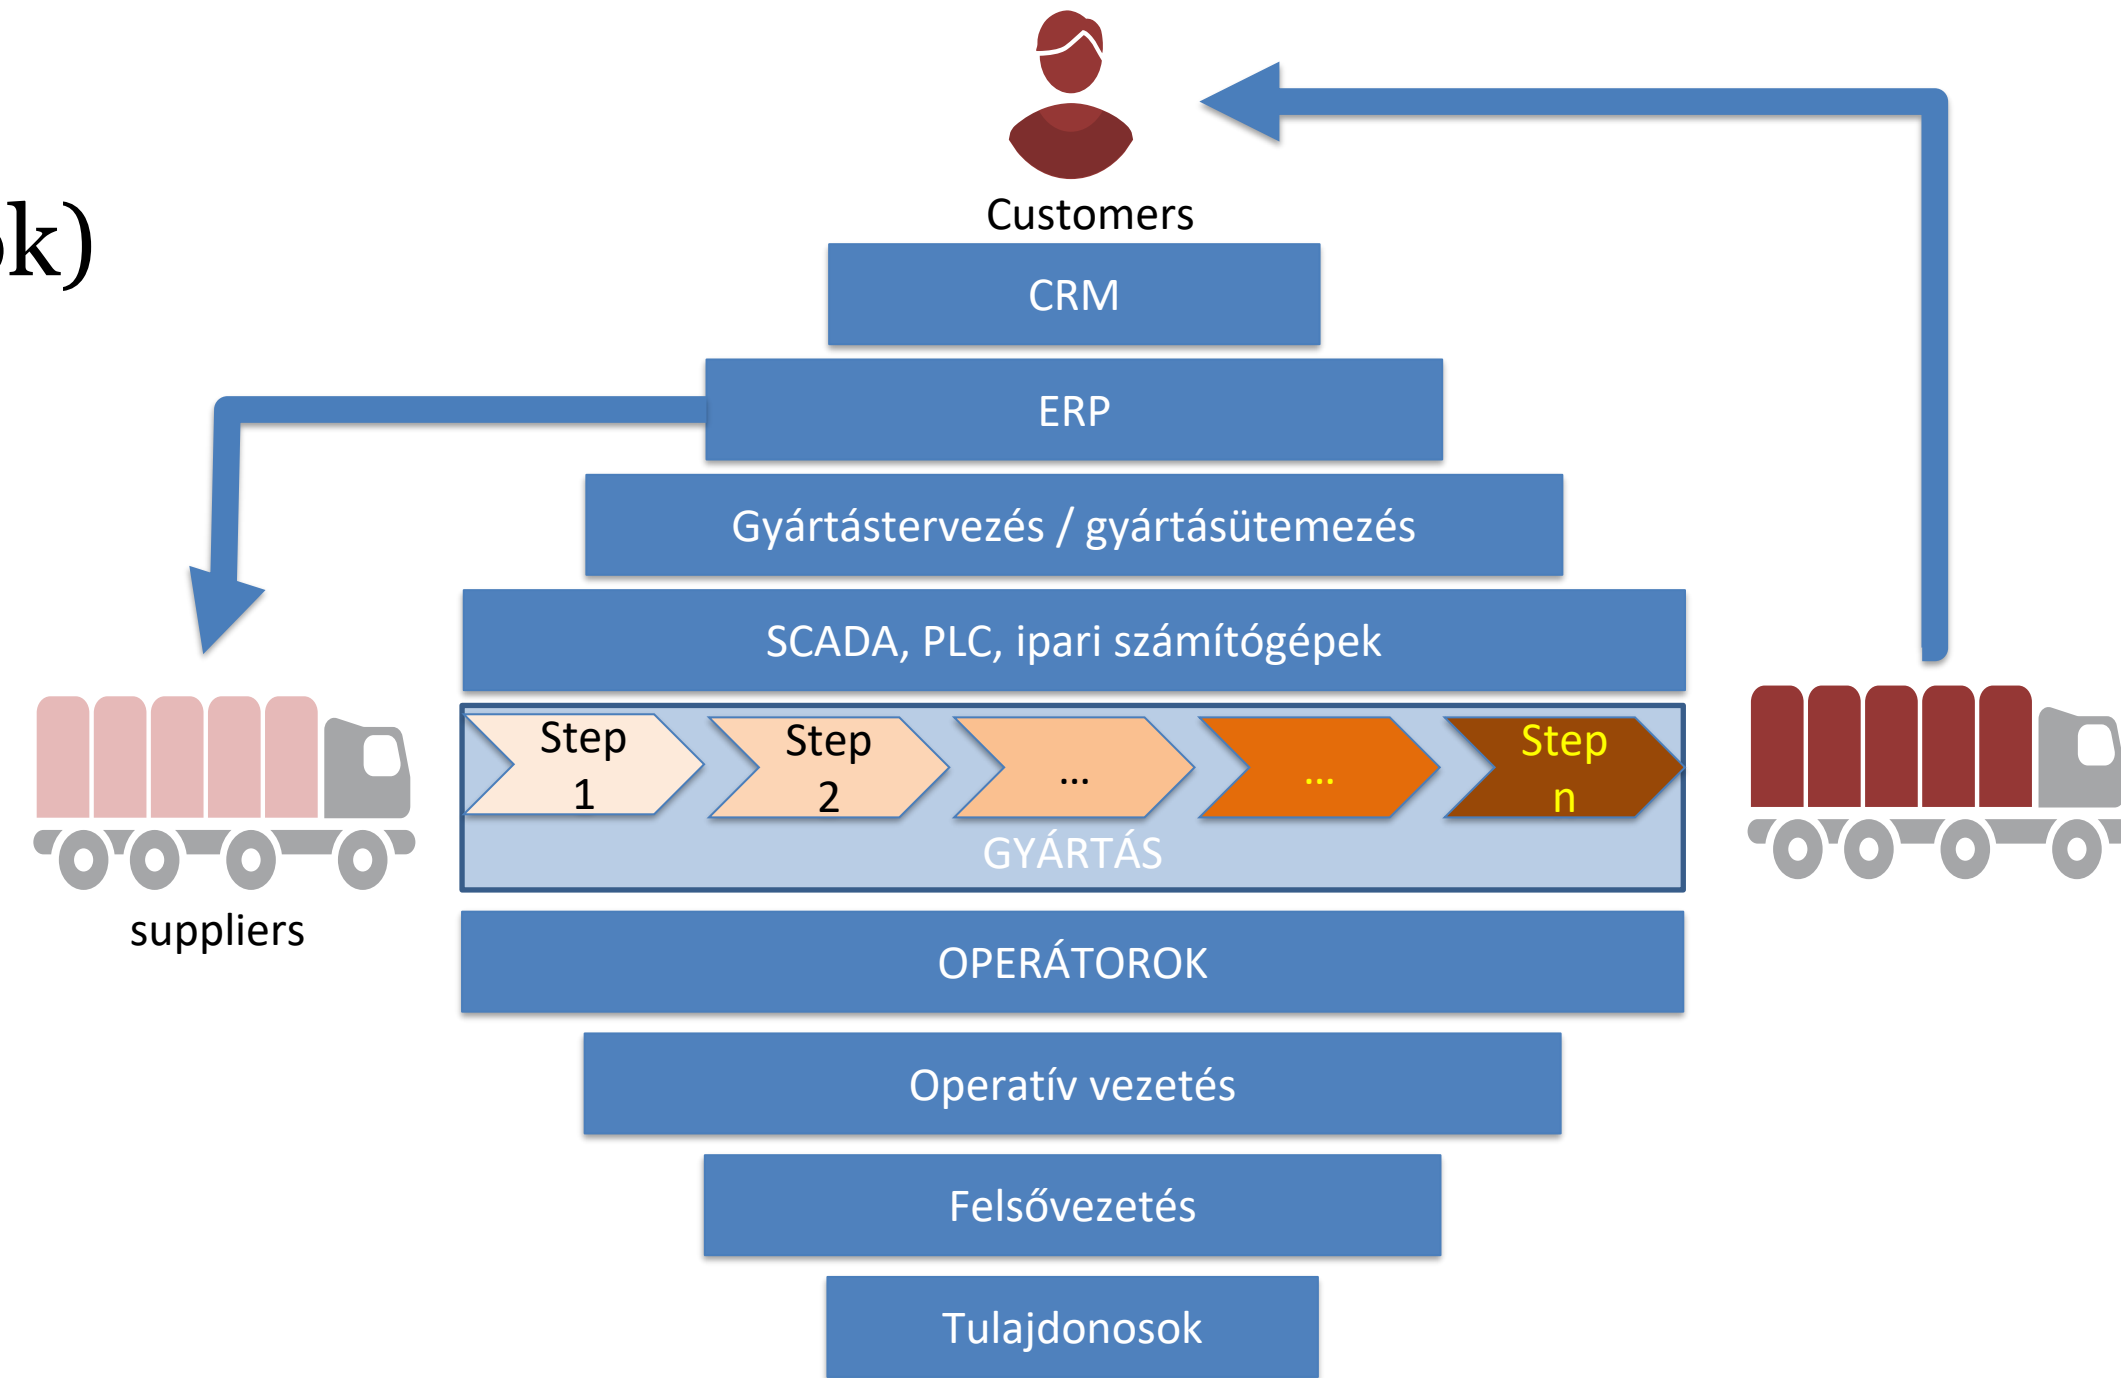 Customers
k)
CRM
ERP
Gyártástervezés / gyártásütemezés
SCADA, PLC, ipari számítógépek
Step
1
Step
2
...
...
Step
n
GYÁRTÁS
suppliers
OPERÁTOROK
Operatív vezetés
Felsővezetés
Tulajdonosok